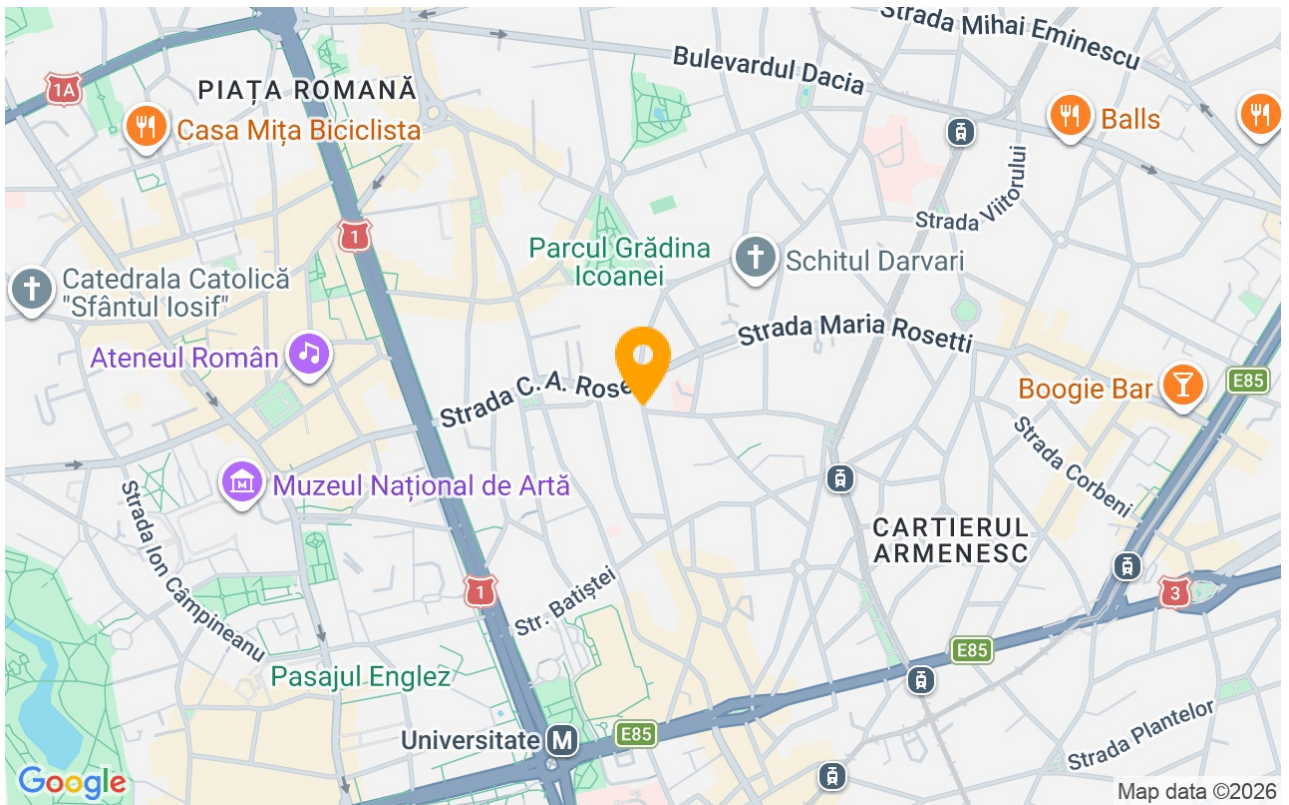 Strada Mihai Eminescu
Bulevardul Dacia
1A
PIAȚA ROMANĂ
Casa Mița Biciclista
Balls
Strada Viitorului
1
Parcul Grădina
Icoanei
Schitul Darvari
Catedrala Catolică
"Sfântul Iosif"
Strada Maria Rosetti
Ateneul Român
Strada C. A. Rose
Boogie Bar
E85
Strada Corbeni
Muzeul Național de Artă
Strada Ion Câmpineanu
CARTIERUL
ARMENESC
1
Str. Batiștei
3
E85
Pasajul Englez
Universitate M
E85
Strada Plantelor
Google
Map data ©2026